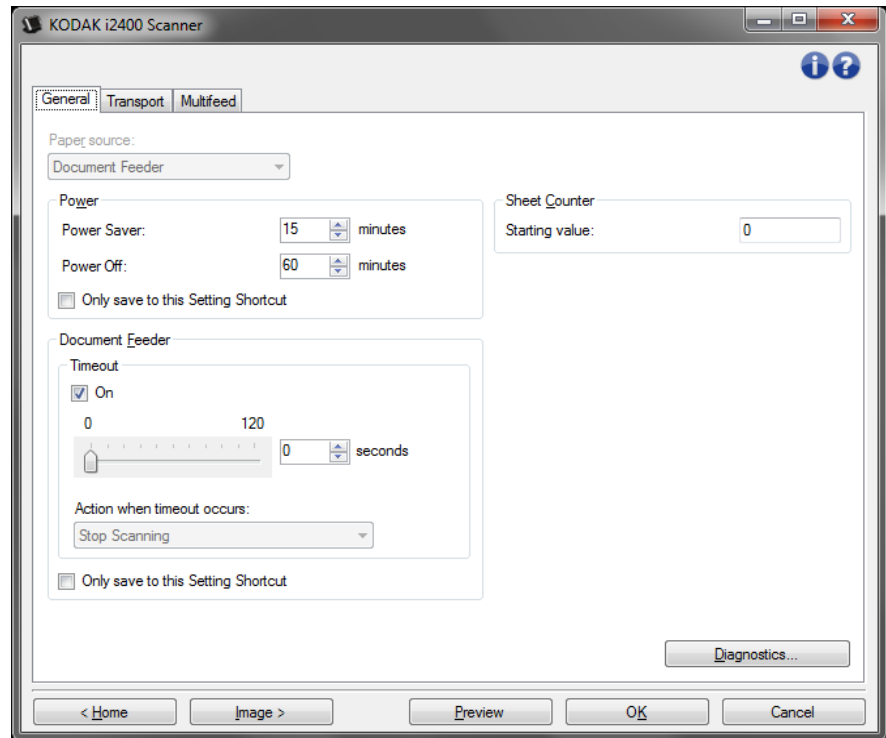 KODAK i2400 Scanner
General Transport Multifeed
Paper source:
Document Feeder
Power
Power Saver: 15 minutes
Power Off: 60 minutes
Only save to this Setting Shortcut
Sheet Counter
Starting value: 0
Document Feeder
Timeout
On
0 120
0 seconds
Action when timeout occurs:
Stop Scanning
Only save to this Setting Shortcut
Diagnostics...
< Home Image > Preview OK Cancel